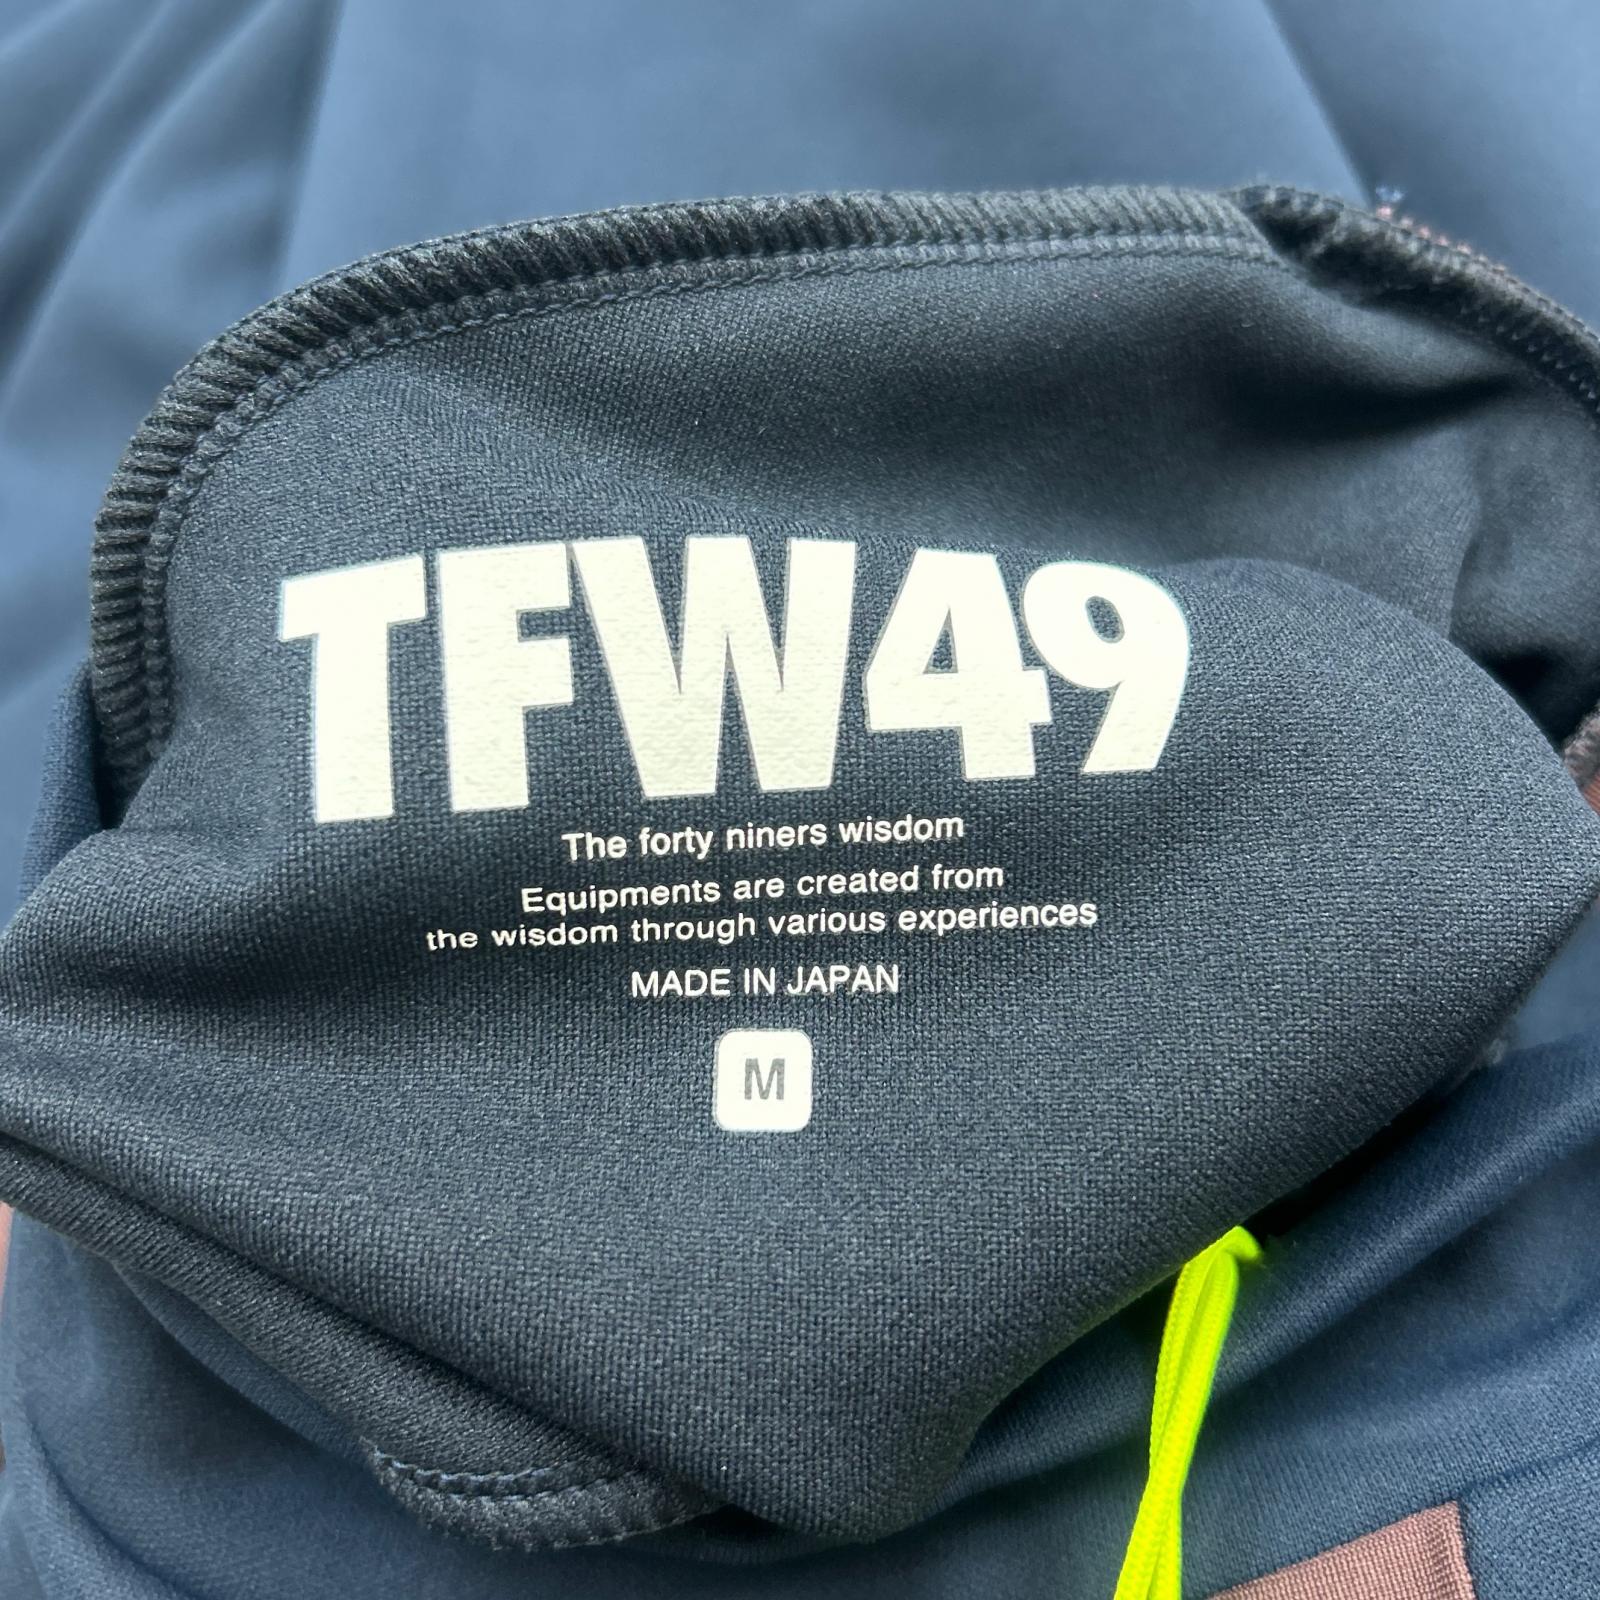 TFW49
The forty niners wisdom
Equipments are created from
the wisdom through various experiences
MADE IN JAPAN
M